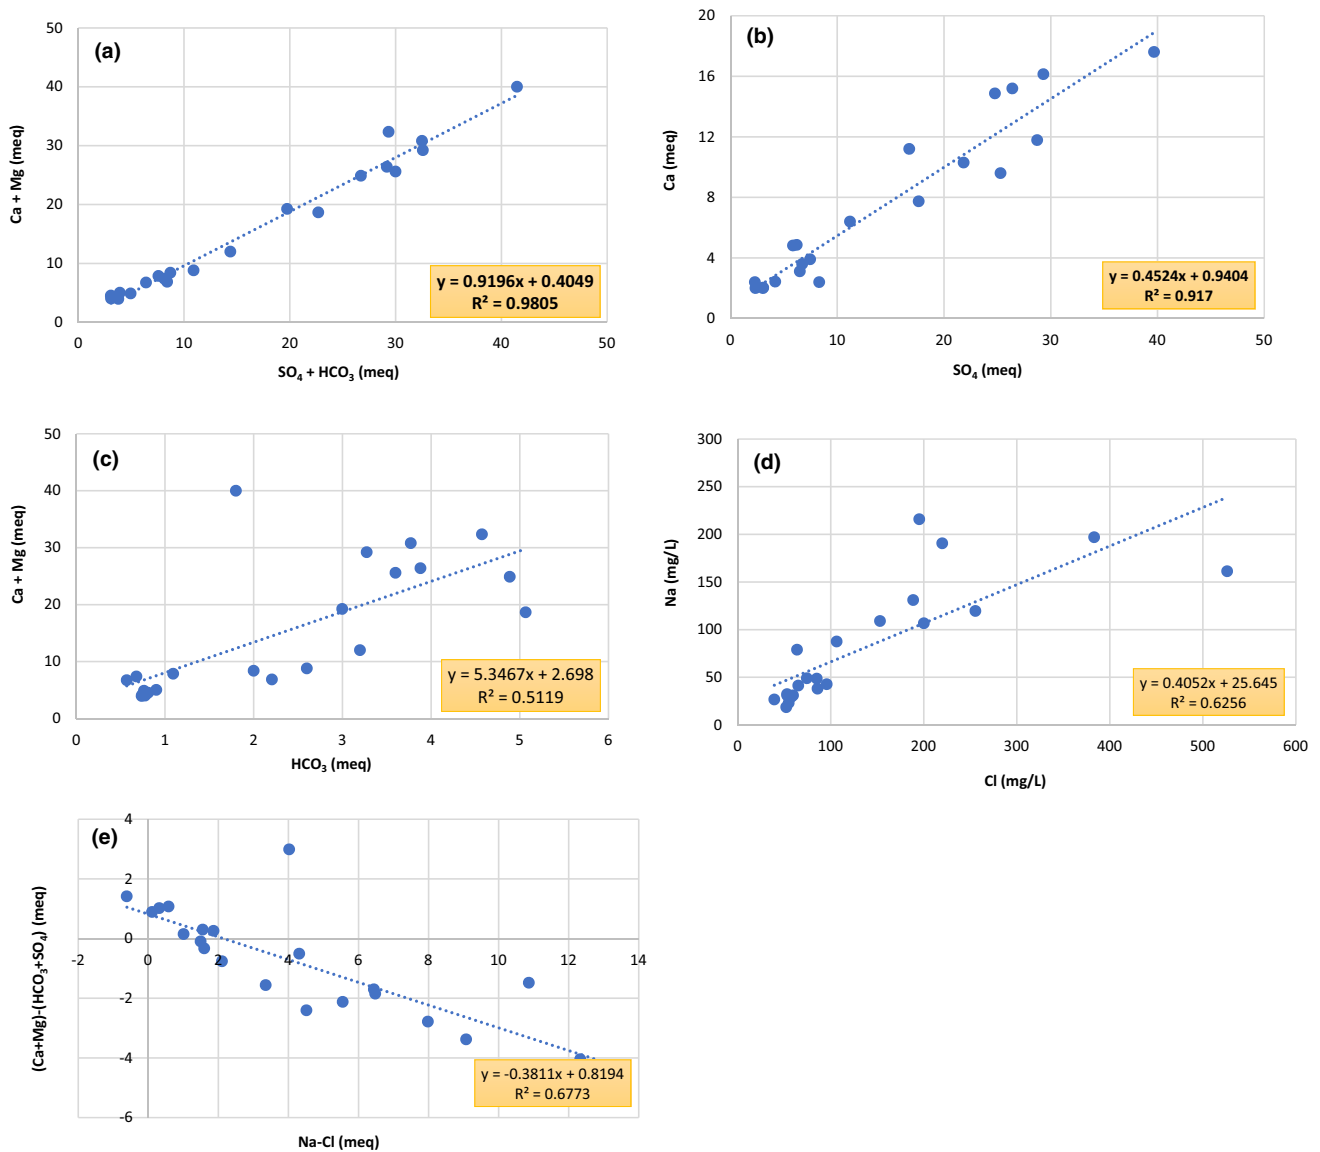 (a)
50
40
30
20
10
0
Ca + Mg (meq)
y = 0.9196x + 0.4049
R² = 0.9805
0 10 20 30 40 50
SO₄ + HCO₃ (meq)
(b)
20
16
12
8
4
0
Ca (meq)
y = 0.4524x + 0.9404
R² = 0.917
0 10 20 30 40 50
SO₄ (meq)
(c)
50
40
30
20
10
0
Ca + Mg (meq)
y = 5.3467x + 2.698
R² = 0.5119
0 1 2 3 4 5 6
HCO₃ (meq)
(d)
300
250
200
150
100
50
0
Na (mg/L)
y = 0.4052x + 25.645
R² = 0.6256
0 100 200 300 400 500 600
Cl (mg/L)
(e)
4
2
0
-2
-4
-6
(Ca+Mg)-(HCO₃+SO₄) (meq)
-2 0 2 4 6 8 10 12 14
y = -0.3811x + 0.8194
R² = 0.6773
Na-Cl (meq)